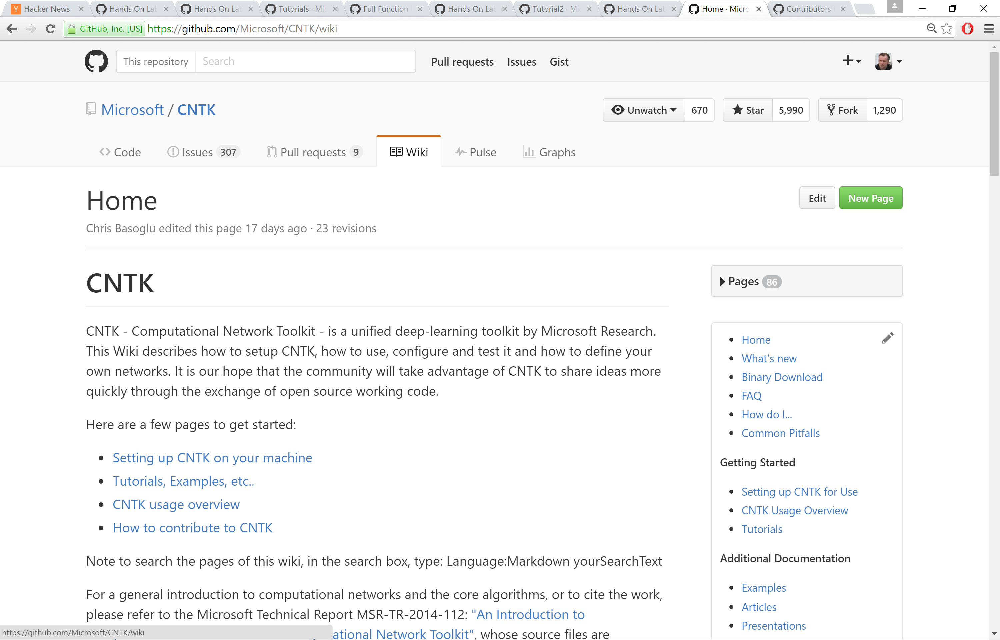 Hacker News
Hands On Lab
Hands On Lab
Tutorials · Mic
Full Function
Hands On Lab
Tutorial2 · Mi
Hands On Lab
Home · Micro
Contributors
GitHub, Inc. [US] https://github.com/Microsoft/CNTK/wiki
This repository Search Pull requests Issues Gist
Microsoft / CNTK Unwatch 670 Star 5,990 Fork 1,290
Code Issues 307 Pull requests 9 Wiki Pulse Graphs
Home Edit New Page
Chris Basoglu edited this page 17 days ago · 23 revisions
CNTK
CNTK - Computational Network Toolkit - is a unified deep-learning toolkit by Microsoft Research.
This Wiki describes how to setup CNTK, how to use, configure and test it and how to define your
own networks. It is our hope that the community will take advantage of CNTK to share ideas more
quickly through the exchange of open source working code.
Here are a few pages to get started:
Setting up CNTK on your machine
Tutorials, Examples, etc..
CNTK usage overview
How to contribute to CNTK
Note to search the pages of this wiki, in the search box, type: Language:Markdown yourSearchText
For a general introduction to computational networks and the core algorithms, or to cite the work,
please refer to the Microsoft Technical Report MSR-TR-2014-112: "An Introduction to
ational Network Toolkit", whose source files are
Pages 86
Home
What's new
Binary Download
FAQ
How do I...
Common Pitfalls
Getting Started
Setting up CNTK for Use
CNTK Usage Overview
Tutorials
Additional Documentation
Examples
Articles
Presentations
https://github.com/Microsoft/CNTK/wiki